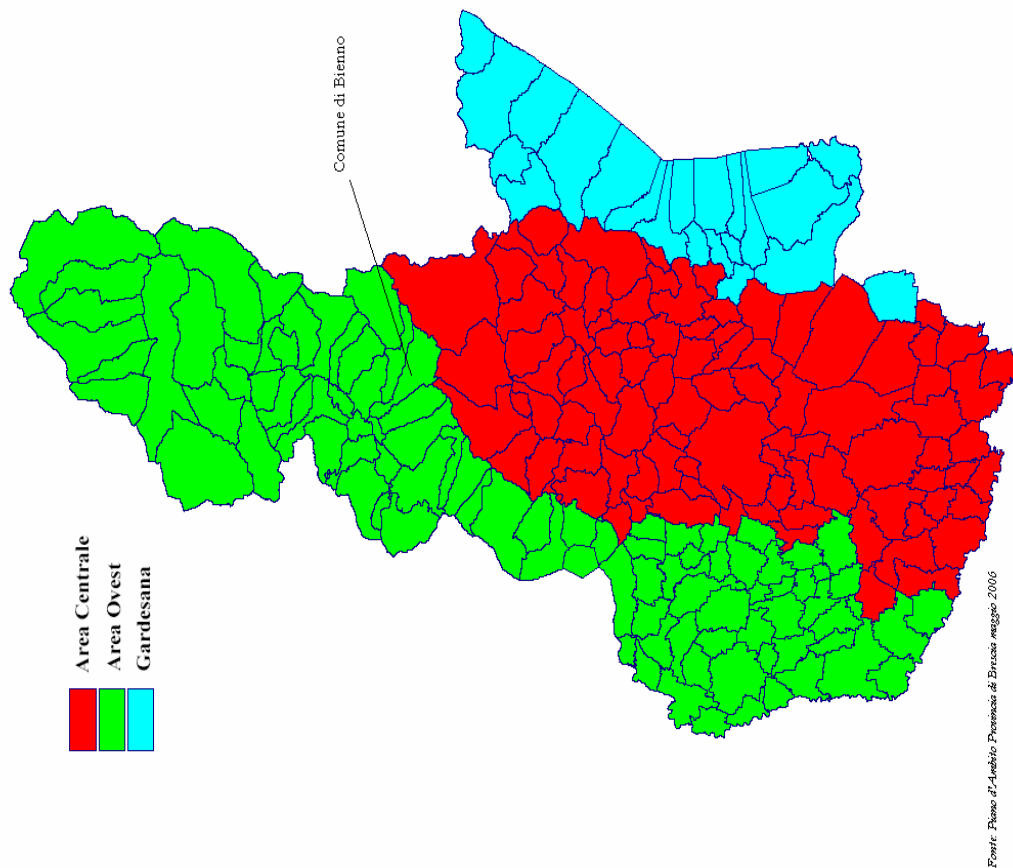 Area Centrale
Area Ovest
Gardesana
Comune di Bienno
Fonte: Piano d'Ambito Provincia di Brescia maggio 2006